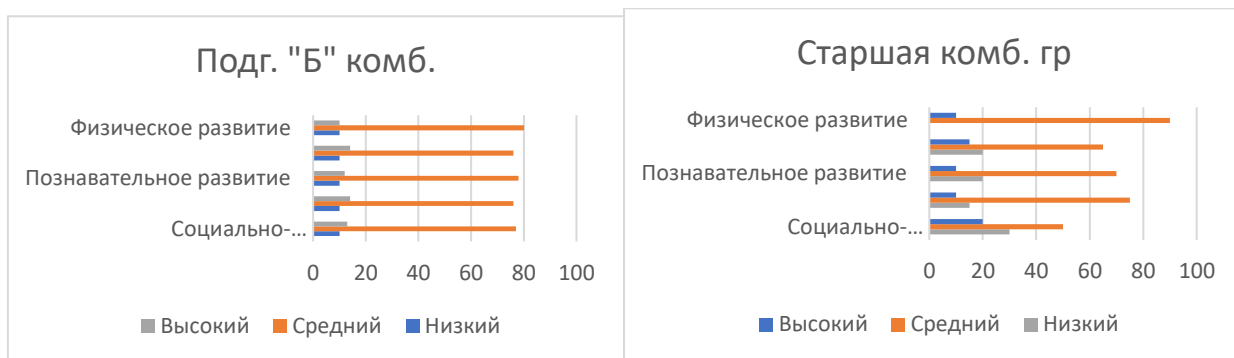 Подг. "Б" комб.
Физическое развитие
Познавательное развитие
Социально-...
0 20 40 60 80 100
Высокий Средний Низкий
Старшая комб. гр
Физическое развитие
Познавательное развитие
Социально-...
0 20 40 60 80 100
Высокий Средний Низкий